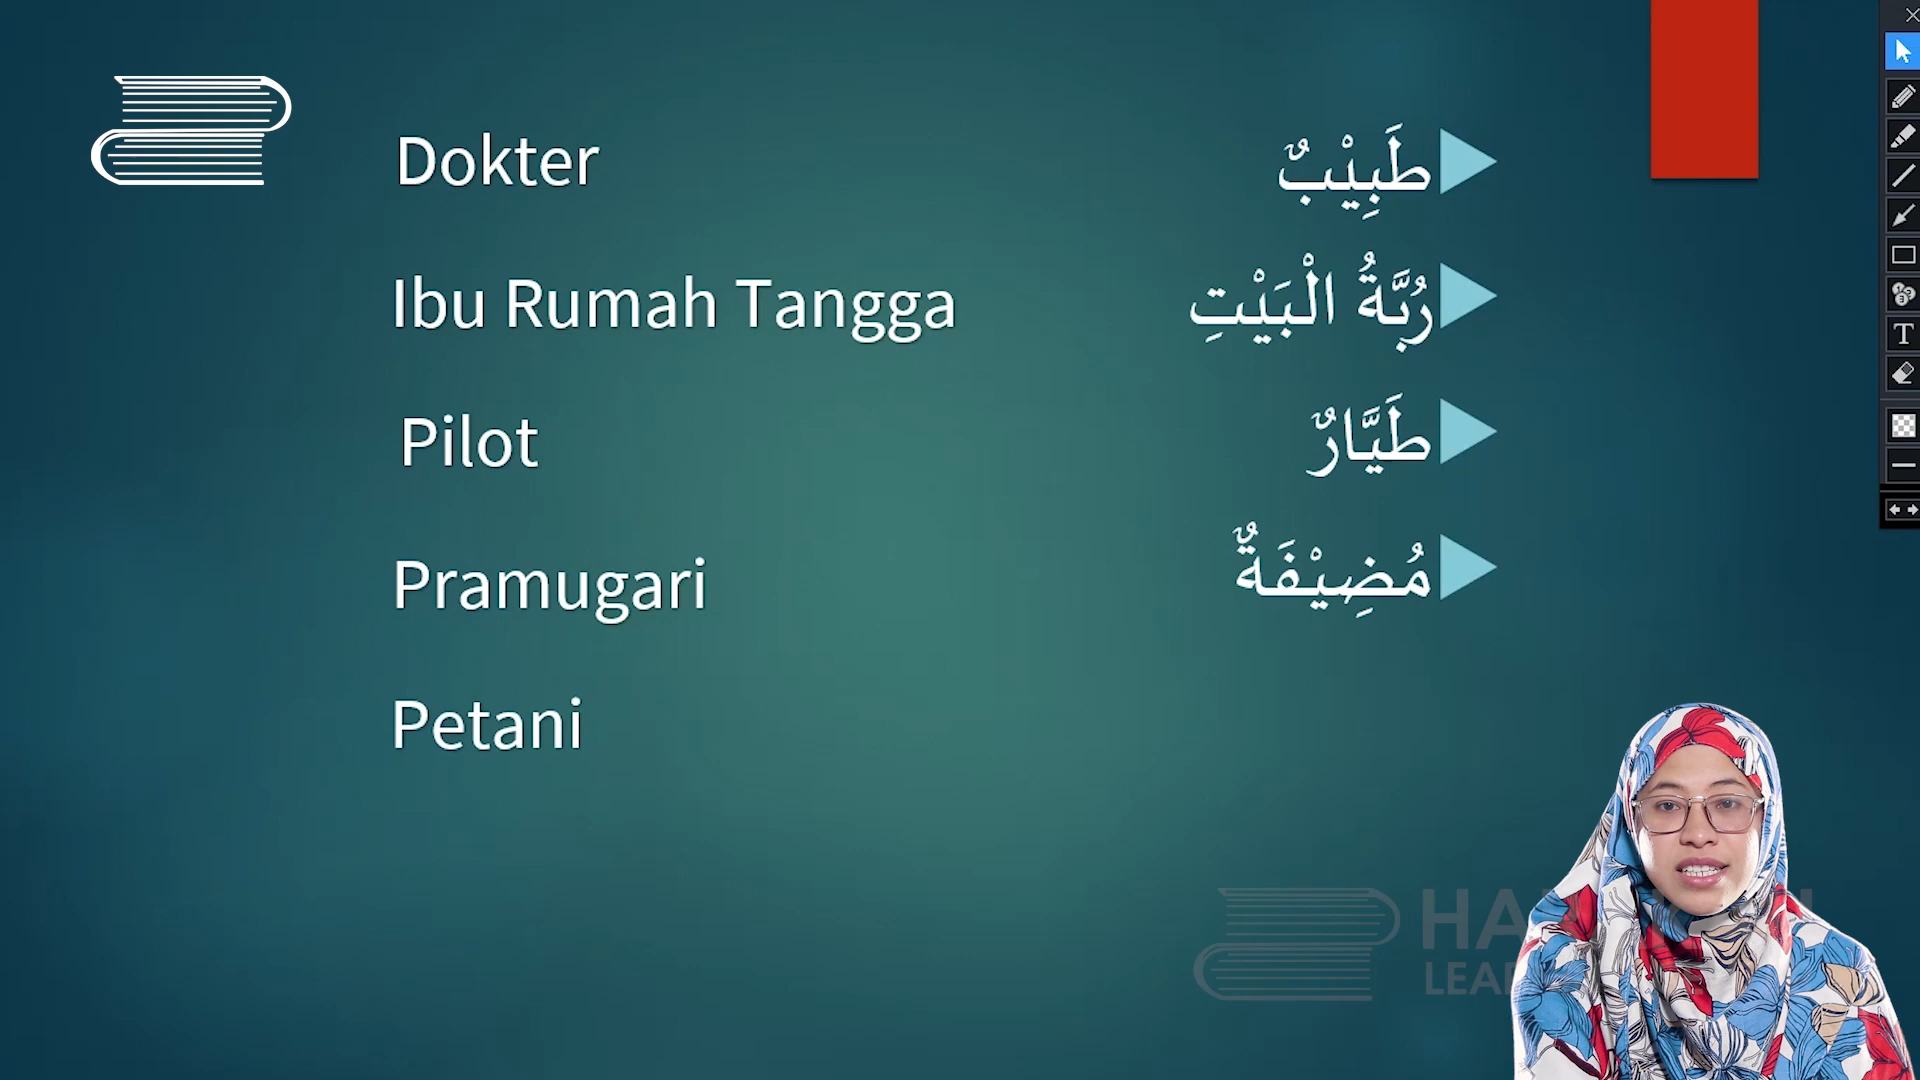 Dokter طَبِيْبٌ
Ibu Rumah Tangga رُبَّةُ الْبَيْتِ
Pilot طَيَّارٌ
Pramugari مُضِيْفَةٌ
Petani
T